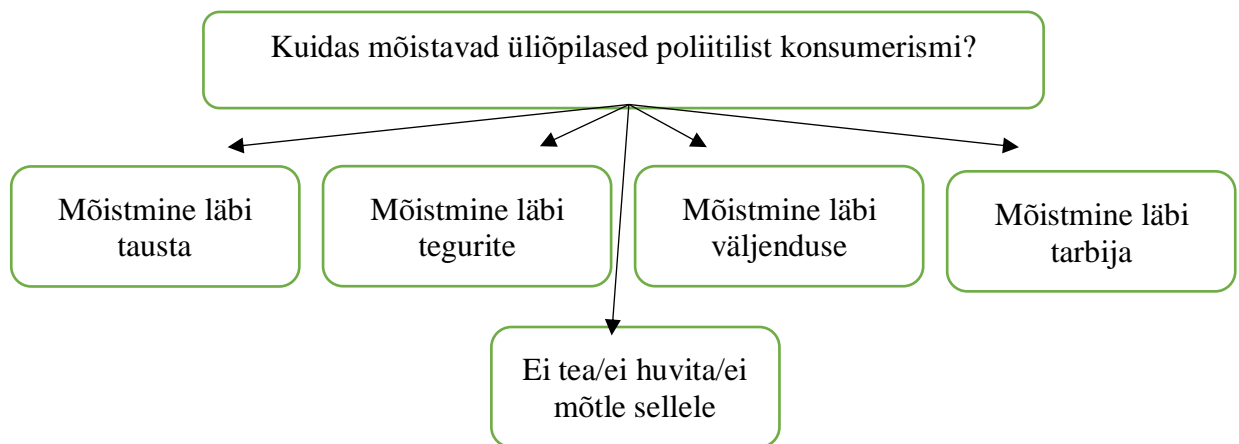 Kuidas mõistavad üliõpilased poliitilist konsumerismi?
Mõistmine läbi
tausta
Mõistmine läbi
tegurite
Mõistmine läbi
väljenduse
Mõistmine läbi
tarbija
Ei tea/ei huvita/ei
mõtle sellele